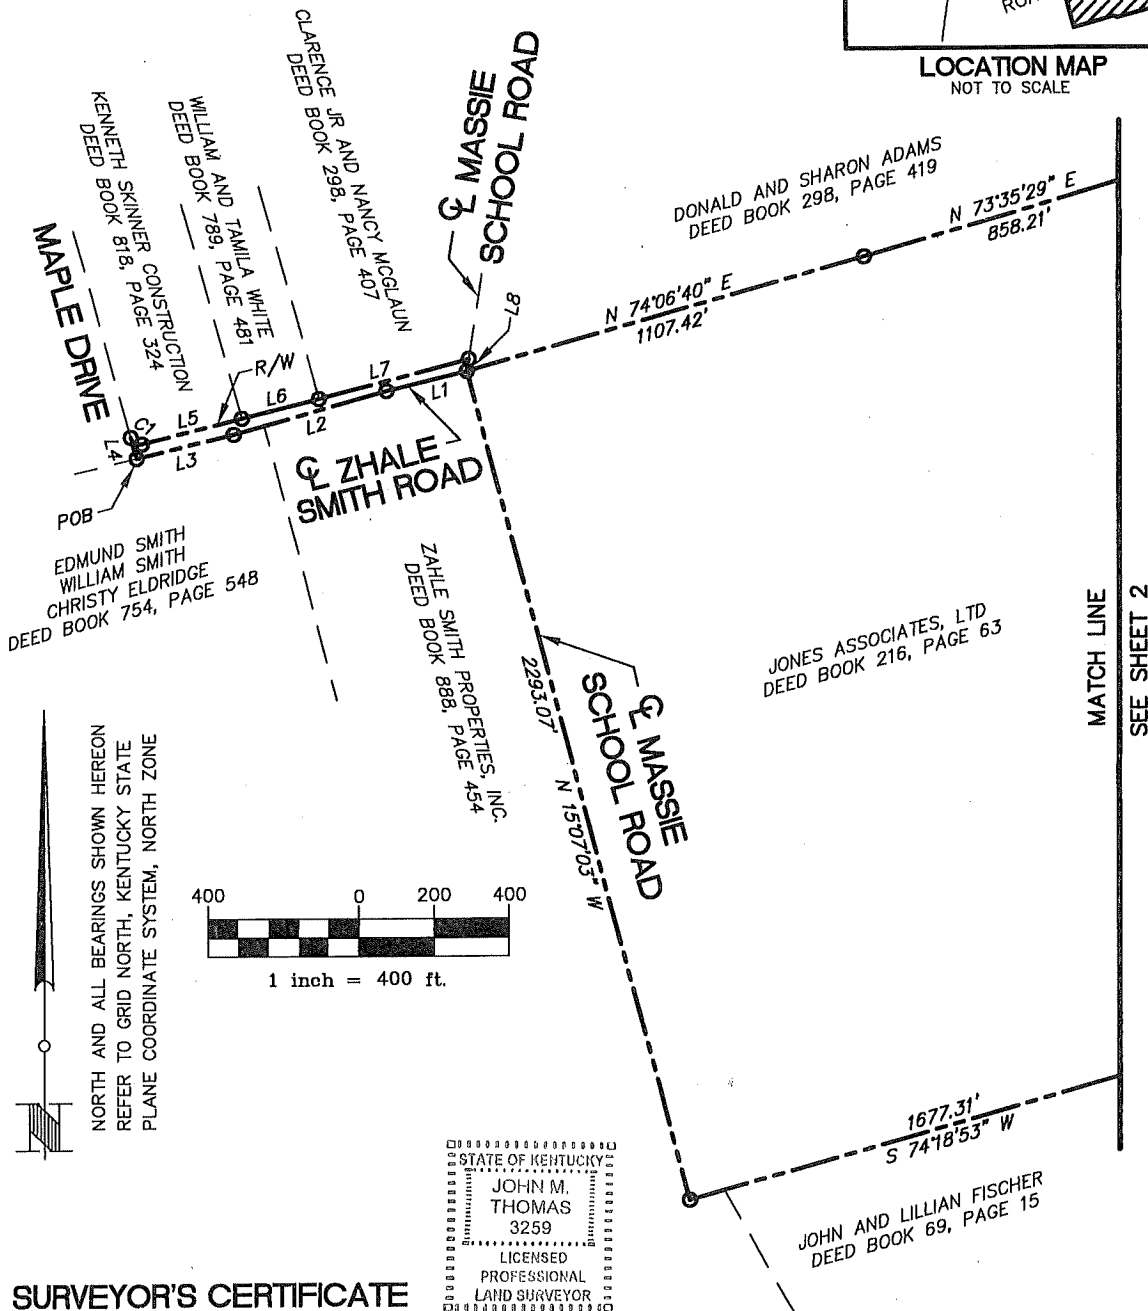 ROA
LOCATION MAP
NOT TO SCALE
CLARENCE JR AND NANCY MCGLAUN
DEED BOOK 298, PAGE 407
WILLIAM AND TAMILA WHITE
DEED BOOK 789, PAGE 481
KENNETH SKINNER CONSTRUCTION
DEED BOOK 818, PAGE 324
MAPLE DRIVE
℄ MASSIE
SCHOOL ROAD
DONALD AND SHARON ADAMS
DEED BOOK 298, PAGE 419
N 73°35'29" E
858.21'
N 74°06'40" E
1107.42'
L8
L7
R/W
L6
L5
C1
L4
L3
L2
L1
℄ ZHALE
SMITH ROAD
POB
EDMUND SMITH
WILLIAM SMITH
CHRISTY ELDRIDGE
DEED BOOK 754, PAGE 548
ZAHLE SMITH PROPERTIES, INC.
DEED BOOK 888, PAGE 454
JONES ASSOCIATES, LTD
DEED BOOK 216, PAGE 63
MATCH LINE
SEE SHEET 2
℄ MASSIE
SCHOOL ROAD
2293.07'
N 15°07'03" W
NORTH AND ALL BEARINGS SHOWN HEREON
REFER TO GRID NORTH, KENTUCKY STATE
PLANE COORDINATE SYSTEM, NORTH ZONE
400 0 200 400
1 inch = 400 ft.
1677.31'
S 74°18'53" W
JOHN AND LILLIAN FISCHER
DEED BOOK 69, PAGE 15
STATE OF KENTUCKY
JOHN M.
THOMAS
3259
LICENSED
PROFESSIONAL
LAND SURVEYOR
SURVEYOR'S CERTIFICATE